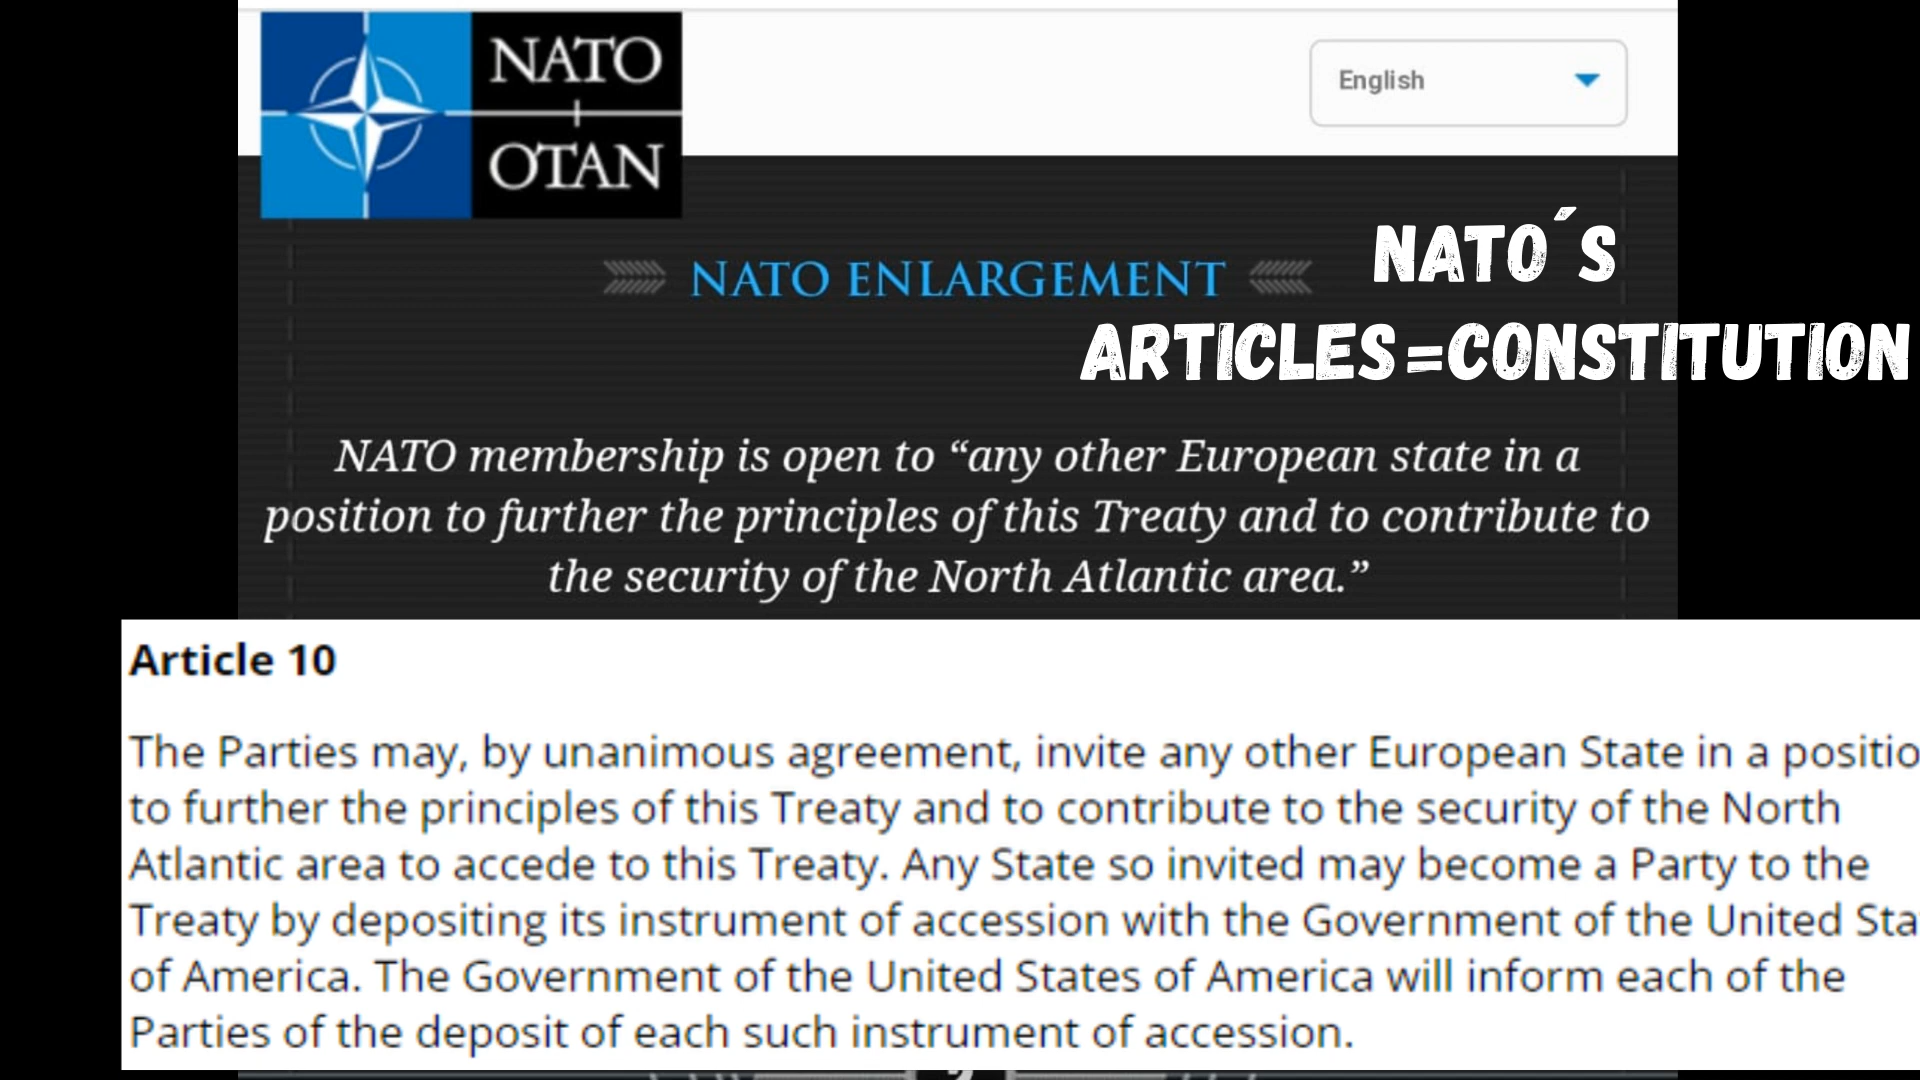 NATO
OTAN
English
NATO ENLARGEMENT
NATO´S
ARTICLES=CONSTITUTION
NATO membership is open to “any other European state in a
position to further the principles of this Treaty and to contribute to
the security of the North Atlantic area.”
Article 10
The Parties may, by unanimous agreement, invite any other European State in a positio
to further the principles of this Treaty and to contribute to the security of the North
Atlantic area to accede to this Treaty. Any State so invited may become a Party to the
Treaty by depositing its instrument of accession with the Government of the United Sta
of America. The Government of the United States of America will inform each of the
Parties of the deposit of each such instrument of accession.